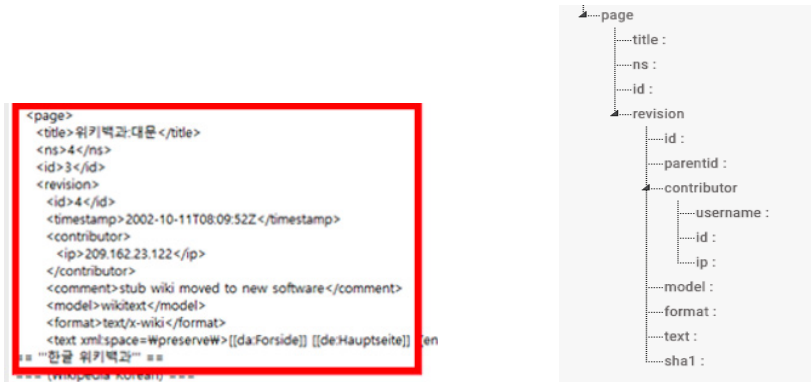 <page>
<title>위키백과:대문</title>
<ns>4</ns>
<id>3</id>
<revision>
<id>4</id>
<timestamp>2002-10-11T08:09:52Z</timestamp>
<contributor>
<ip>209.162.23.122</ip>
</contributor>
<comment>stub wiki moved to new software</comment>
<model>wikitext</model>
<format>text/x-wiki</format>
<text xml:space=₩preserve₩>[[da:Forside]] [[de:Hauptseite]] [[en
== '''한글 위키백과''' ==
=== (Wikipedia Korean) ===
page
title :
ns :
id :
revision
id :
parentid :
contributor
username :
id :
ip :
model :
format :
text :
sha1 :